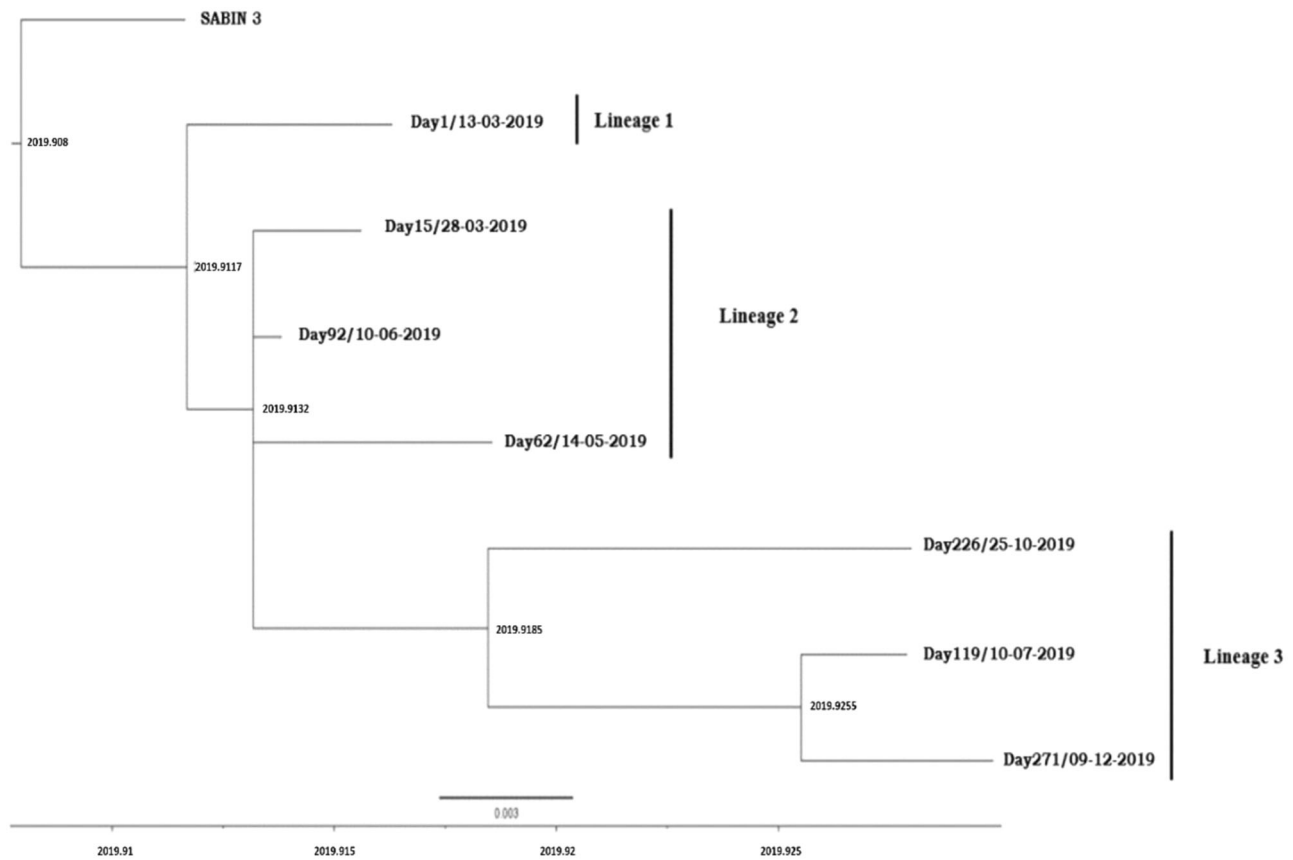 SABIN 3
2019.908
Day1/13-03-2019
Lineage 1
Day15/28-03-2019
2019.9117
Lineage 2
Day92/10-06-2019
2019.9132
Day62/14-05-2019
Day226/25-10-2019
2019.9185
Day119/10-07-2019
Lineage 3
2019.9255
Day271/09-12-2019
0.003
2019.91 2019.915 2019.92 2019.925